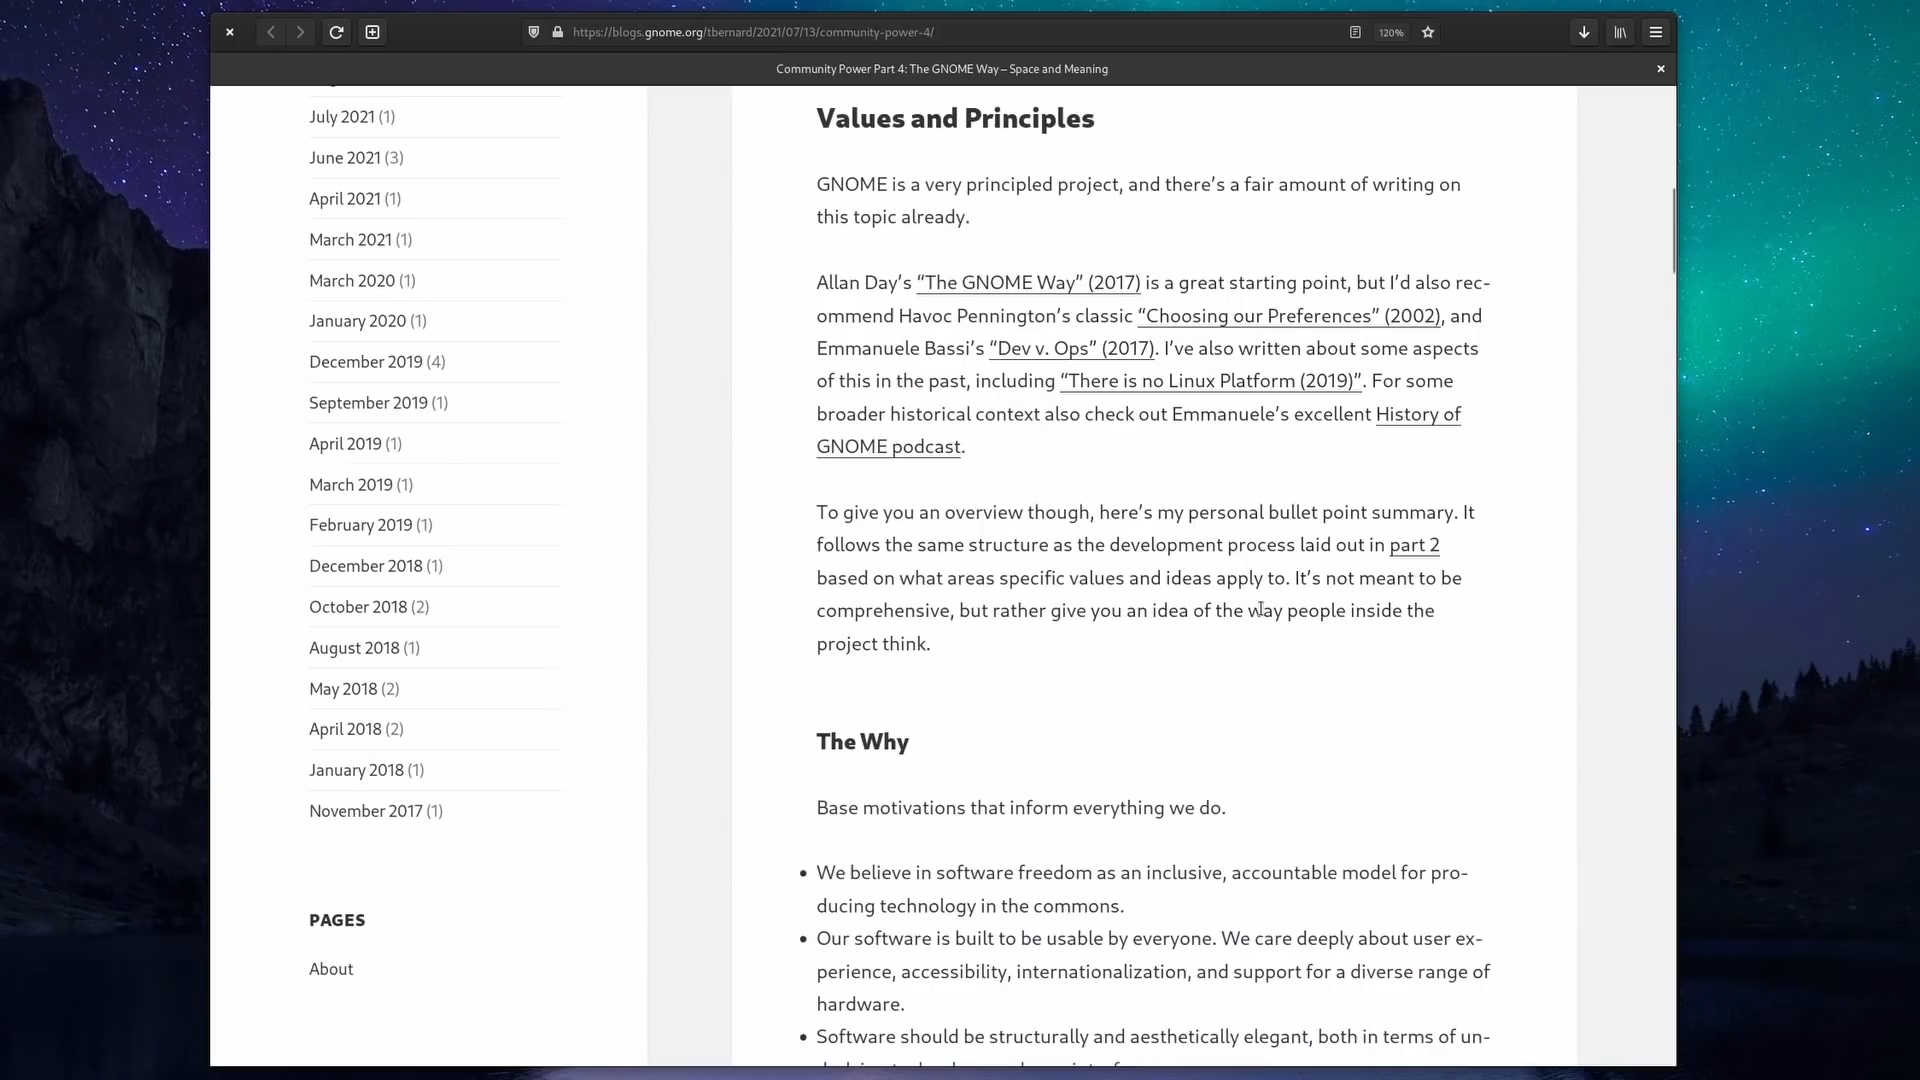 https://blogs.gnome.org/tbernard/2021/07/13/community-power-4/
120%
Community Power Part 4: The GNOME Way – Space and Meaning
July 2021 (1)
June 2021 (3)
April 2021 (1)
March 2021 (1)
March 2020 (1)
January 2020 (1)
December 2019 (4)
September 2019 (1)
April 2019 (1)
March 2019 (1)
February 2019 (1)
December 2018 (1)
October 2018 (2)
August 2018 (1)
May 2018 (2)
April 2018 (2)
January 2018 (1)
November 2017 (1)
PAGES
About
Values and Principles
GNOME is a very principled project, and there’s a fair amount of writing on
this topic already.
Allan Day’s “The GNOME Way” (2017) is a great starting point, but I’d also rec-
ommend Havoc Pennington’s classic “Choosing our Preferences” (2002), and
Emmanuele Bassi’s “Dev v. Ops” (2017). I’ve also written about some aspects
of this in the past, including “There is no Linux Platform (2019)”. For some
broader historical context also check out Emmanuele’s excellent History of
GNOME podcast.
To give you an overview though, here’s my personal bullet point summary. It
follows the same structure as the development process laid out in part 2
based on what areas specific values and ideas apply to. It’s not meant to be
comprehensive, but rather give you an idea of the way people inside the
project think.
The Why
Base motivations that inform everything we do.
• We believe in software freedom as an inclusive, accountable model for pro-
ducing technology in the commons.
• Our software is built to be usable by everyone. We care deeply about user ex-
perience, accessibility, internationalization, and support for a diverse range of
hardware.
• Software should be structurally and aesthetically elegant, both in terms of un-